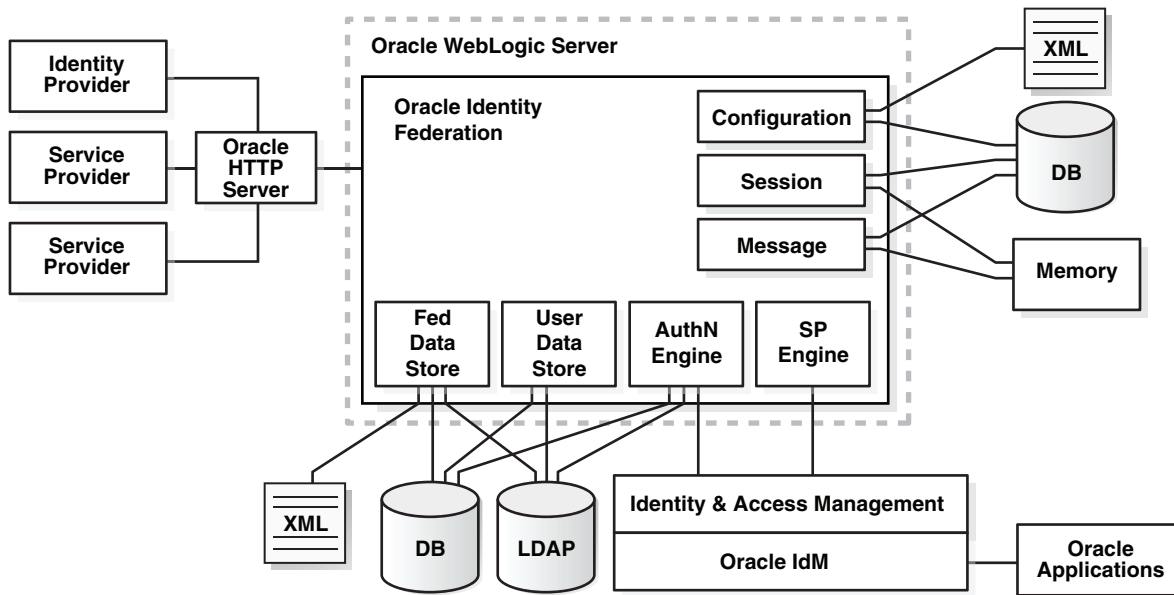 Oracle WebLogic Server
Identity
Provider
Service
Provider
Service
Provider
Oracle
HTTP
Server
Oracle Identity
Federation
Configuration
Session
Message
XML
DB
Memory
Fed
Data
Store
User
Data
Store
AuthN
Engine
SP
Engine
XML
DB
LDAP
Identity & Access Management
Oracle IdM
Oracle
Applications